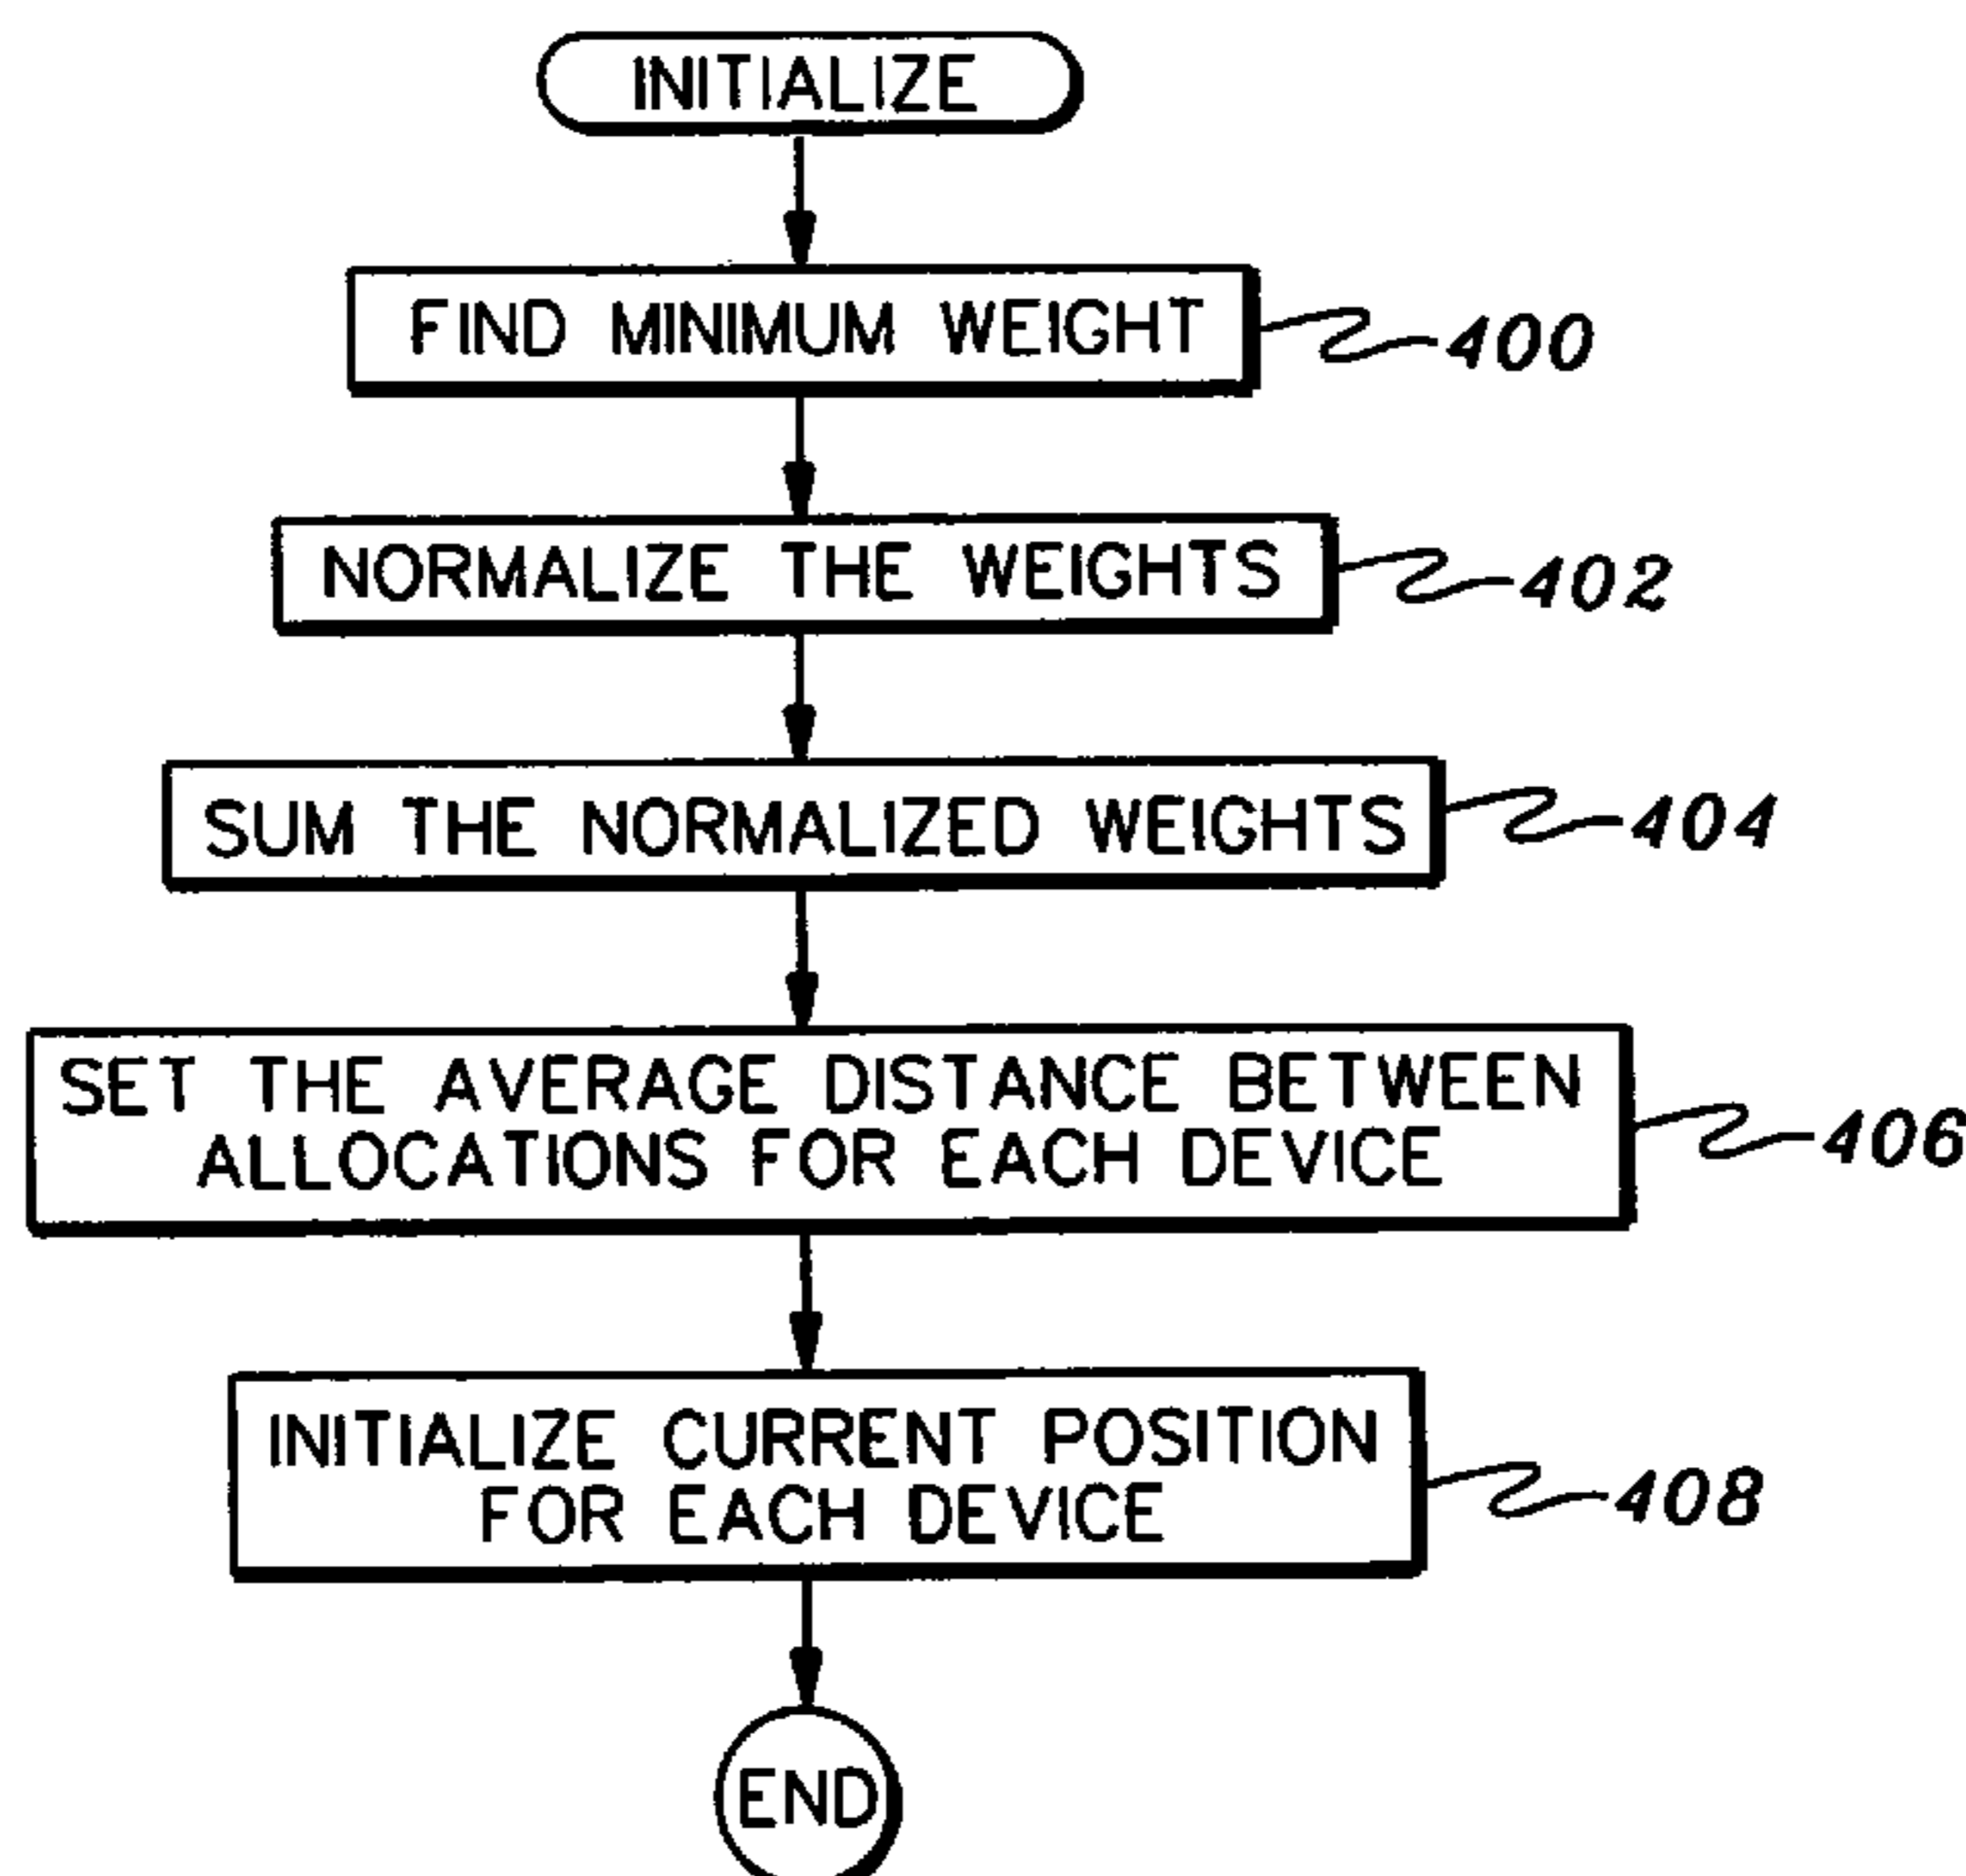 INITIALIZE
FIND MINIMUM WEIGHT
400
NORMALIZE THE WEIGHTS
402
SUM THE NORMALIZED WEIGHTS
404
SET THE AVERAGE DISTANCE BETWEEN
ALLOCATIONS FOR EACH DEVICE
406
INITIALIZE CURRENT POSITION
FOR EACH DEVICE
408
END